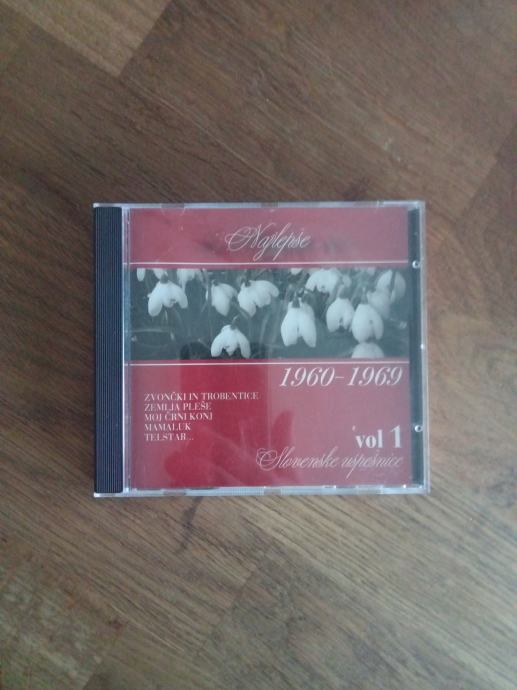 Najlepše
1960-1969
ZVONČKI IN TROBENTICE
ZEMLJA PLEŠE
MOJ ČRNI KONJ
MAMALUK
TELSTAR...
vol 1
Slovenske uspešnice